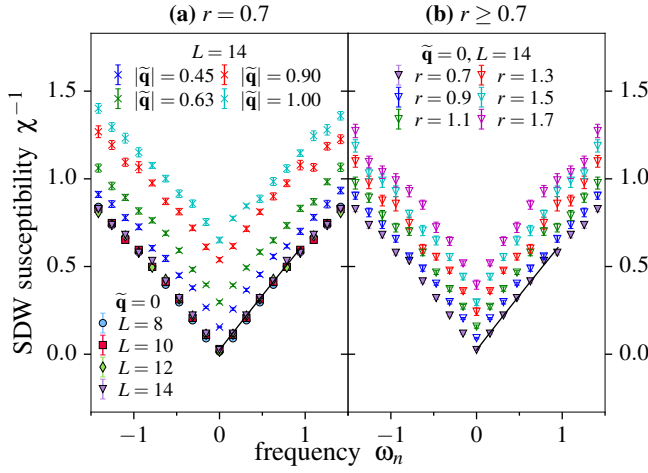 (a) r = 0.7
(b) r ≥ 0.7
L = 14
|q̃| = 0.45 |q̃| = 0.90
|q̃| = 0.63 |q̃| = 1.00
q̃ = 0, L = 14
r = 0.7 r = 1.3
r = 0.9 r = 1.5
r = 1.1 r = 1.7
SDW susceptibility χ⁻¹
1.5
1.0
0.5
0.0
q̃ = 0
L = 8
L = 10
L = 12
L = 14
1.5
1.0
0.5
0.0
−1 0 1
−1 0 1
frequency ωₙ
frequency ωₙ